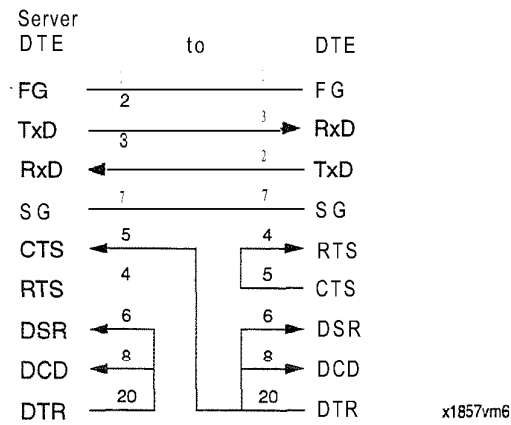 Server
DTE to DTE
FG 1 1 FG
2
TxD 3 RxD
3
RxD 2 TxD
SG 7 7 SG
CTS 5 4 RTS
RTS 4 5 CTS
DSR 6 6 DSR
DCD 8 8 DCD
DTR 20 20 DTR x1857vm6